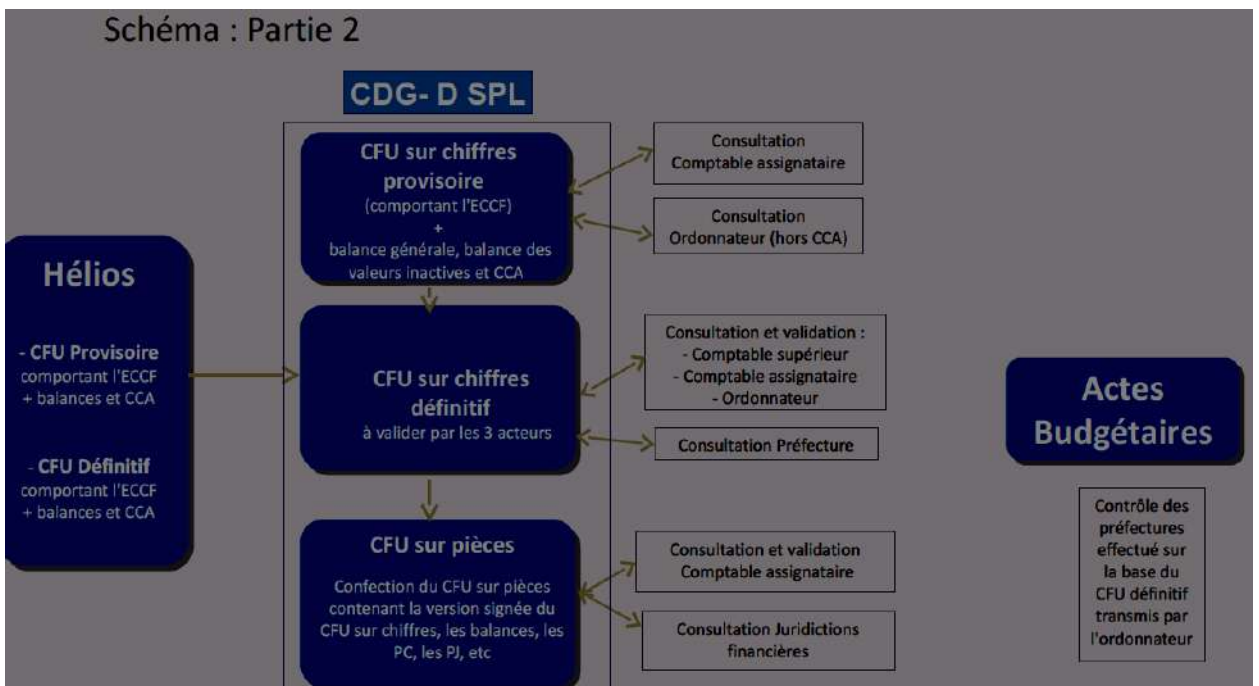 Schéma : Partie 2
CDG- D SPL
Hélios
- CFU Provisoire
comportant l'ECCF
+ balances et CCA
- CFU Définitif
comportant l'ECCF
+ balances et CCA
CFU sur chiffres
provisoire
(comportant l'ECCF)
+
balance générale, balance des
valeurs inactives et CCA
CFU sur chiffres
définitif
à valider par les 3 acteurs
CFU sur pièces
Confection du CFU sur pièces
contenant la version signée du
CFU sur chiffres, les balances, les
PC, les PJ, etc
Consultation
Comptable assignataire
Consultation
Ordonnateur (hors CCA)
Consultation et validation :
- Comptable supérieur
- Comptable assignataire
- Ordonnateur
Consultation Préfecture
Consultation et validation
Comptable assignataire
Consultation Juridictions
financières
Actes
Budgétaires
Contrôle des
préfectures
effectué sur
la base du
CFU définitif
transmis par
l'ordonnateur